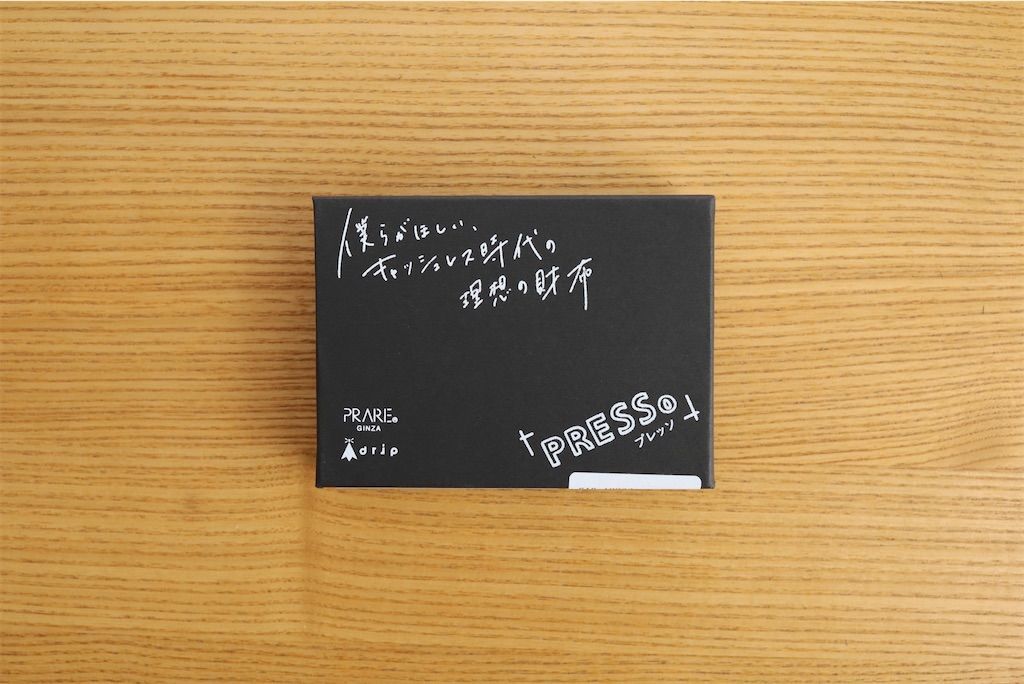 僕らがほしい、
キャッシュレス時代の
理想の財布
PRARE
GINZA
drip
PRESSo
プレッソ